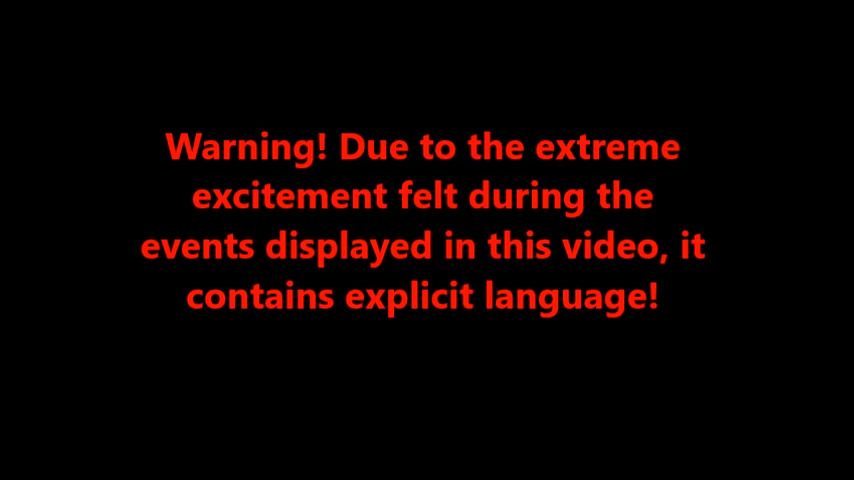 Warning! Due to the extreme
excitement felt during the
events displayed in this video, it
contains explicit language!